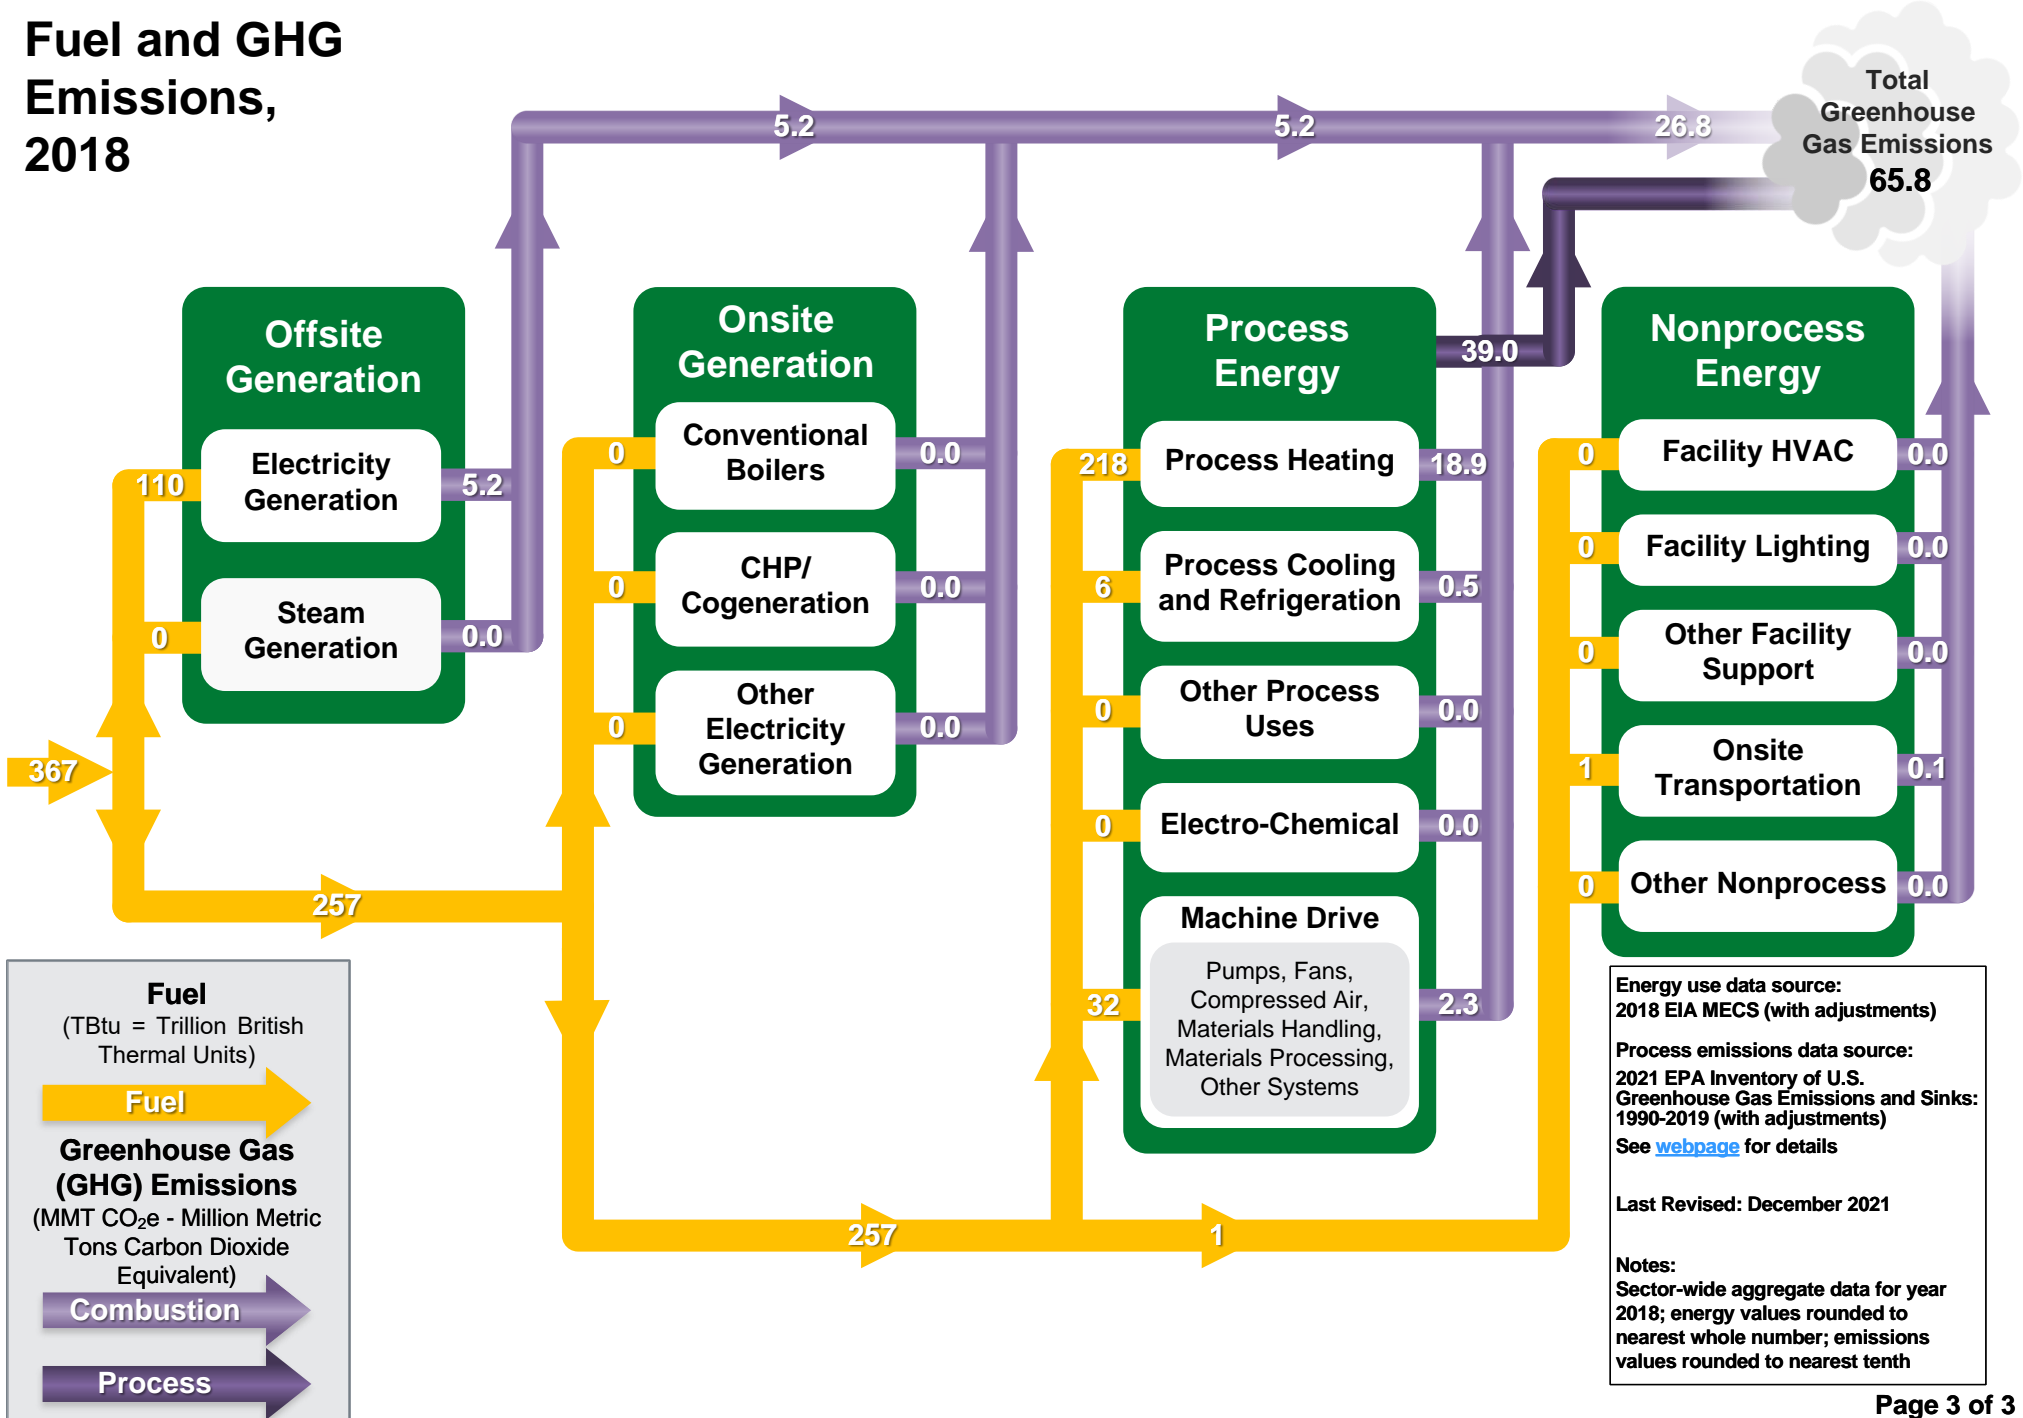 Fuel and GHG
Emissions,
2018
5.2
5.2
26.8
Total
Greenhouse
Gas Emissions
65.8
Offsite
Generation
110
Electricity
Generation
5.2
0
Steam
Generation
0.0
367
257
Onsite
Generation
0
Conventional
Boilers
0.0
0
CHP/
Cogeneration
0.0
0
Other
Electricity
Generation
0.0
257
1
Process
Energy
39.0
218
Process Heating
18.9
6
Process Cooling
and Refrigeration
0.5
0
Other Process
Uses
0.0
0
Electro-Chemical
0.0
Machine Drive
32
Pumps, Fans,
Compressed Air,
Materials Handling,
Materials Processing,
Other Systems
2.3
Nonprocess
Energy
0
Facility HVAC
0.0
0
Facility Lighting
0.0
0
Other Facility
Support
0.0
1
Onsite
Transportation
0.1
0
Other Nonprocess
0.0
Fuel
(TBtu = Trillion British
Thermal Units)
Fuel
Greenhouse Gas
(GHG) Emissions
(MMT CO₂e - Million Metric
Tons Carbon Dioxide
Equivalent)
Combustion
Process
Energy use data source:
2018 EIA MECS (with adjustments)
Process emissions data source:
2021 EPA Inventory of U.S.
Greenhouse Gas Emissions and Sinks:
1990-2019 (with adjustments)
See webpage for details
Last Revised: December 2021
Notes:
Sector-wide aggregate data for year
2018; energy values rounded to
nearest whole number; emissions
values rounded to nearest tenth
Page 3 of 3